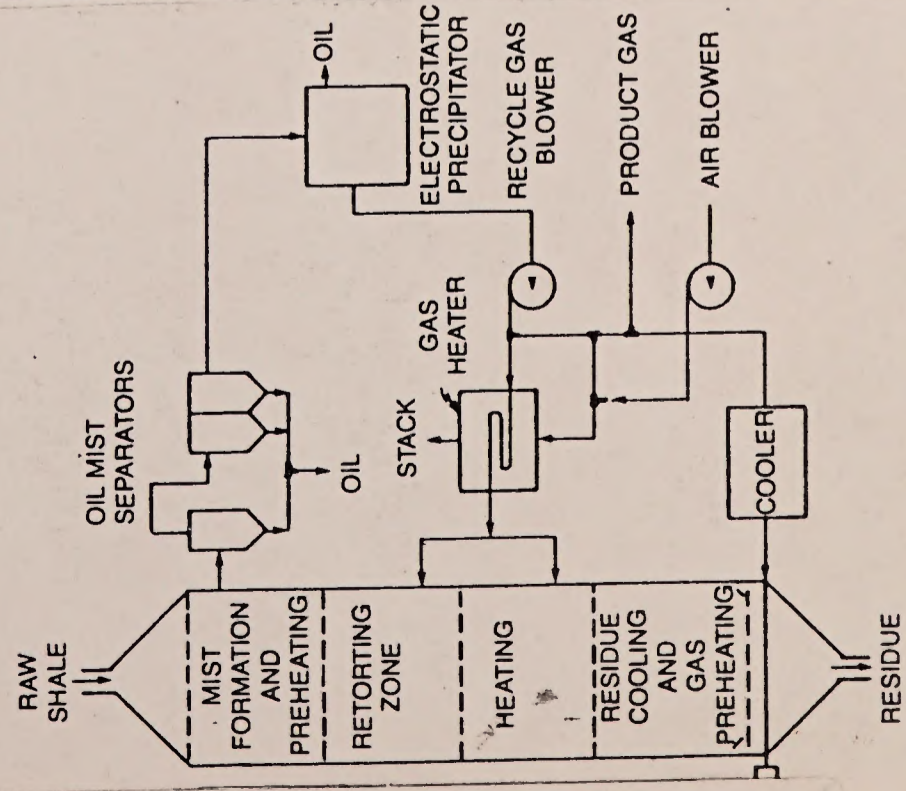 RAW
SHALE
MIST
FORMATION
AND
PREHEATING
RETORTING
ZONE
HEATING
RESIDUE
COOLING
AND
GAS
PREHEATING
RESIDUE
OIL MIST
SEPARATORS
OIL
OIL
ELECTROSTATIC
PRECIPITATOR
RECYCLE GAS
BLOWER
GAS
HEATER
STACK
PRODUCT GAS
AIR BLOWER
COOLER